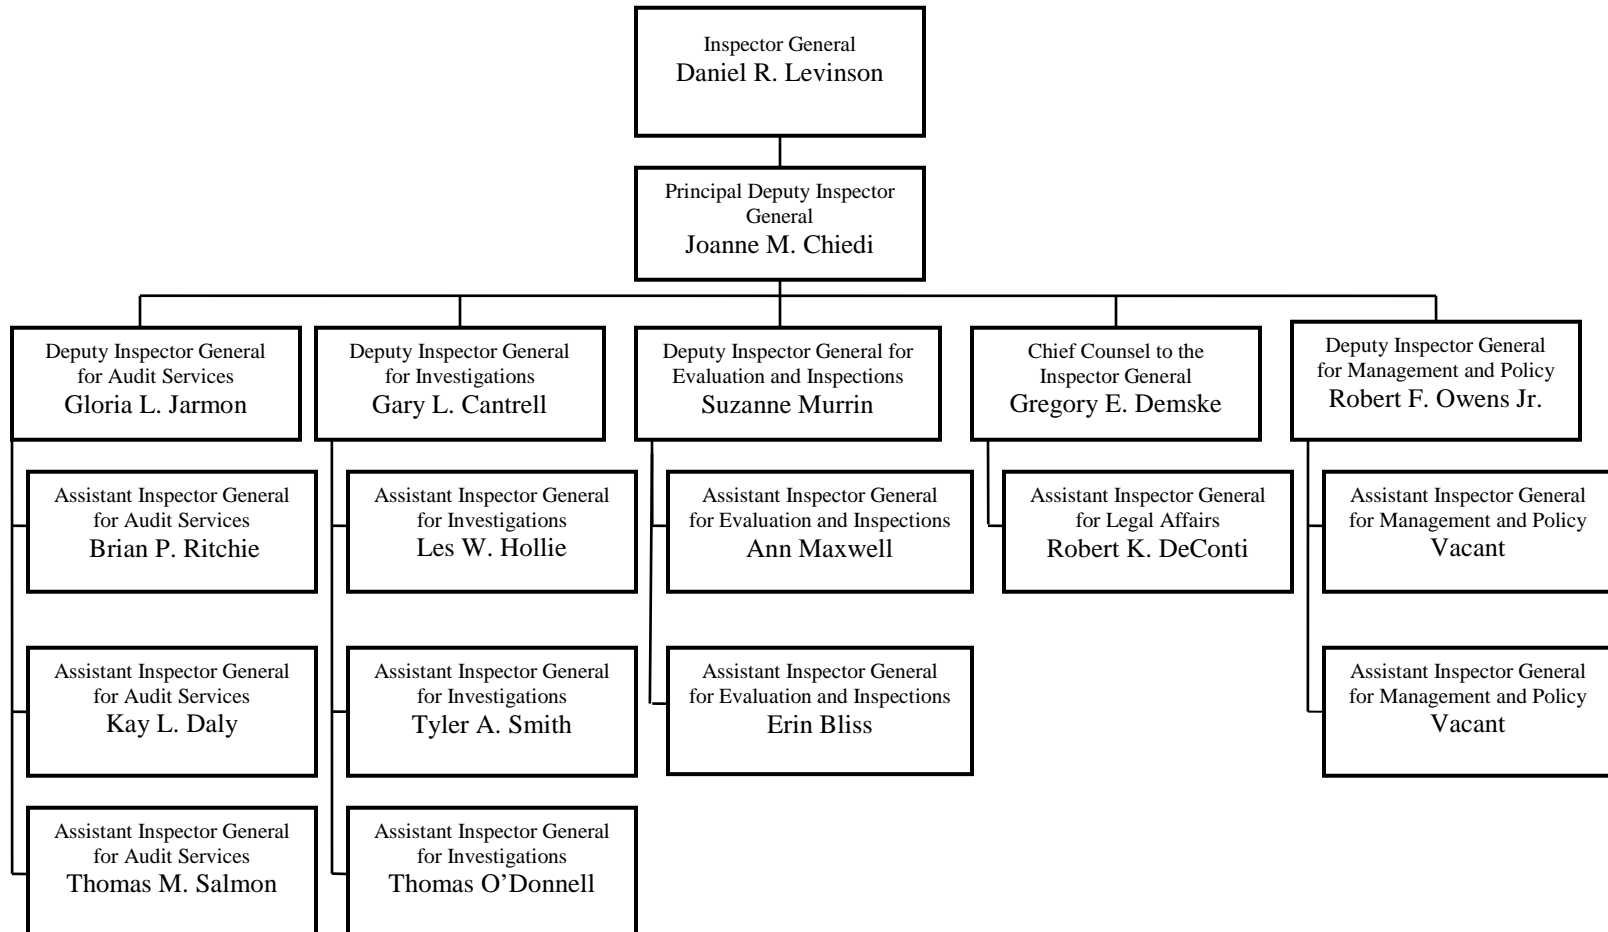 Inspector General
Daniel R. Levinson
Principal Deputy Inspector
General
Joanne M. Chiedi
Deputy Inspector General
for Audit Services
Gloria L. Jarmon
Deputy Inspector General
for Investigations
Gary L. Cantrell
Deputy Inspector General for
Evaluation and Inspections
Suzanne Murrin
Chief Counsel to the
Inspector General
Gregory E. Demske
Deputy Inspector General
for Management and Policy
Robert F. Owens Jr.
Assistant Inspector General
for Audit Services
Brian P. Ritchie
Assistant Inspector General
for Investigations
Les W. Hollie
Assistant Inspector General
for Evaluation and Inspections
Ann Maxwell
Assistant Inspector General
for Legal Affairs
Robert K. DeConti
Assistant Inspector General
for Management and Policy
Vacant
Assistant Inspector General
for Audit Services
Kay L. Daly
Assistant Inspector General
for Investigations
Tyler A. Smith
Assistant Inspector General
for Evaluation and Inspections
Erin Bliss
Assistant Inspector General
for Management and Policy
Vacant
Assistant Inspector General
for Audit Services
Thomas M. Salmon
Assistant Inspector General
for Investigations
Thomas O’Donnell